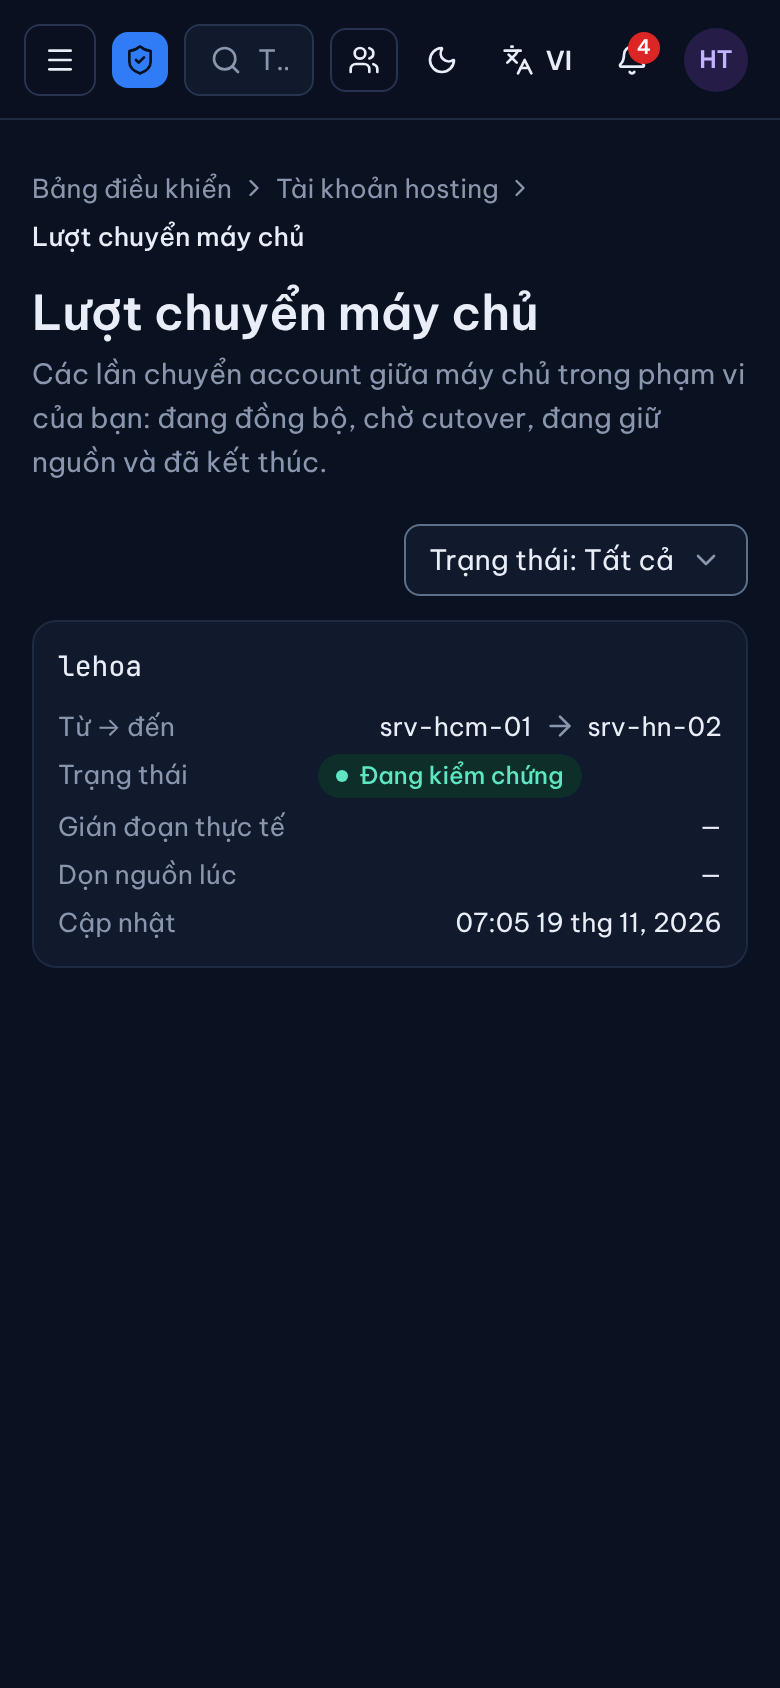 T..
VI
4
HT
Bảng điều khiển > Tài khoản hosting >
Lượt chuyển máy chủ
Lượt chuyển máy chủ
Các lần chuyển account giữa máy chủ trong phạm vi
của bạn: đang đồng bộ, chờ cutover, đang giữ
nguồn và đã kết thúc.
Trạng thái: Tất cả
lehoa
Từ → đến srv-hcm-01 → srv-hn-02
Trạng thái Đang kiểm chứng
Gián đoạn thực tế —
Dọn nguồn lúc —
Cập nhật 07:05 19 thg 11, 2026